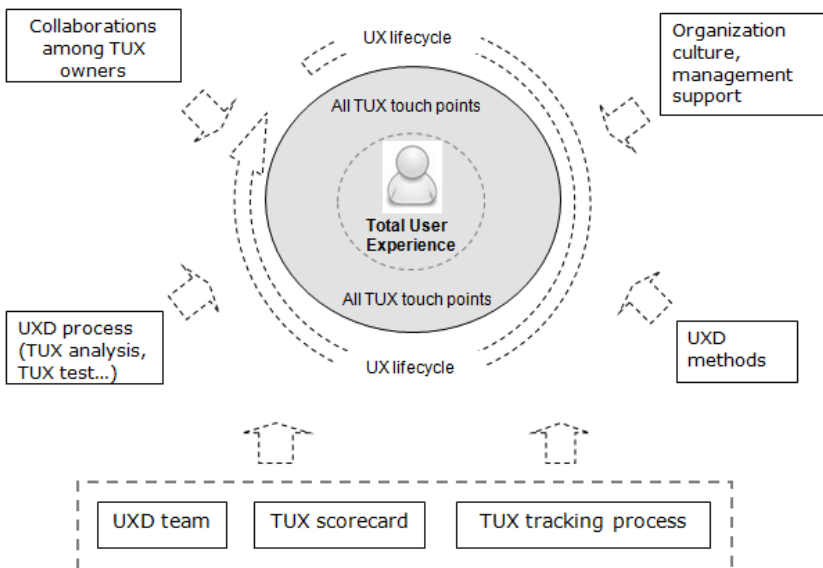 Collaborations
among TUX
owners
UX lifecycle
Organization
culture,
management
support
All TUX touch points
Total User
Experience
All TUX touch points
UXD process
(TUX analysis,
TUX test...)
UX lifecycle
UXD
methods
UXD team
TUX scorecard
TUX tracking process